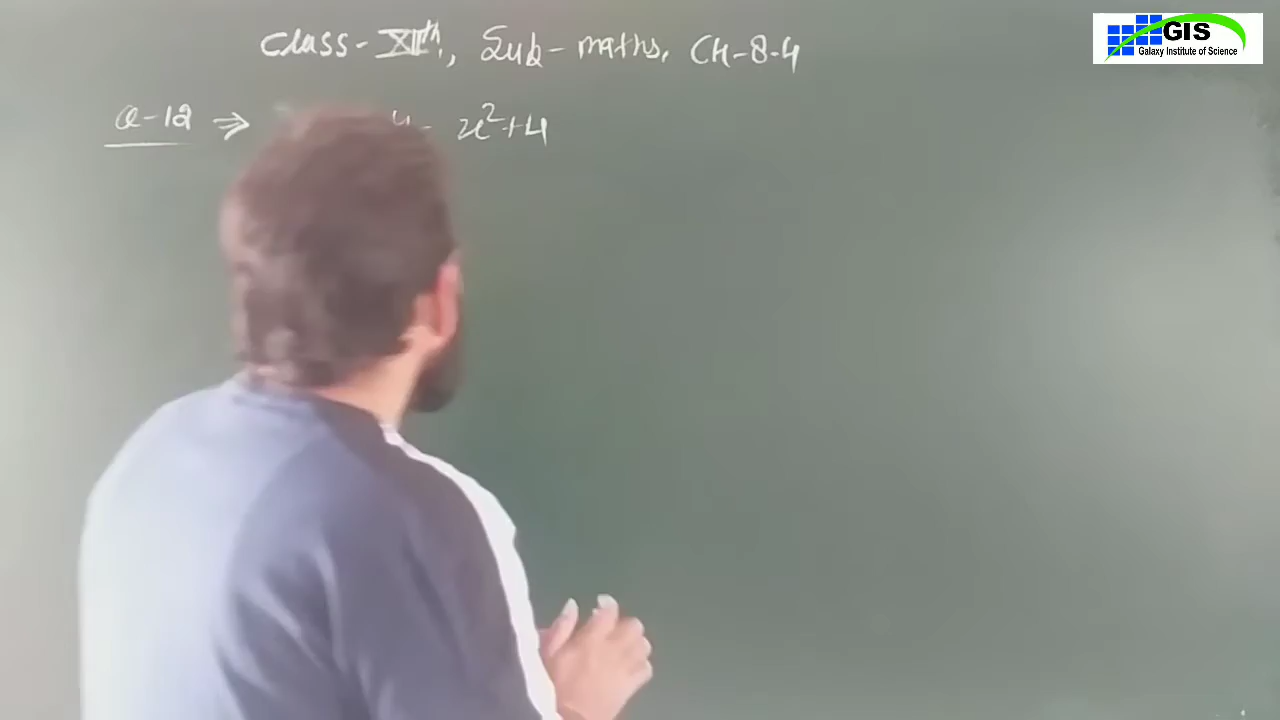 Class-XIIth, Sub-maths, CH-8.4
Q-12 ⇒ x²+4
GIS
Galaxy Institute of Science